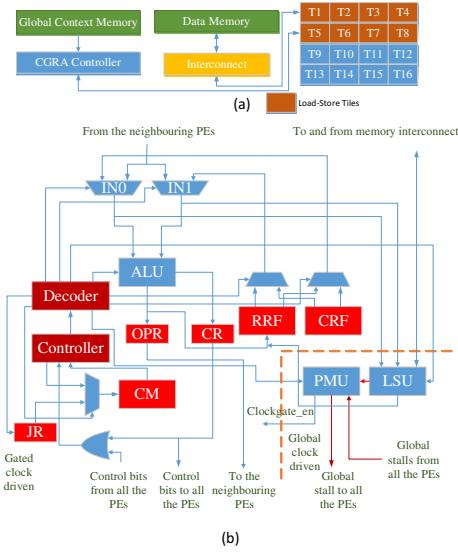 Global Context Memory
Data Memory
T1 T2 T3 T4
T5 T6 T7 T8
CGRA Controller
Interconnect
T9 T10 T11 T12
T13 T14 T15 T16
(a)
Load-Store Tiles
From the neighbouring PEs
To and from memory interconnect
IN0
IN1
ALU
Decoder
OPR
CR
RRF
CRF
Controller
CM
PMU
LSU
JR
Clockgate_en
Gated
clock
driven
Global
clock
driven
Control bits
from all the
PEs
Control
bits to all
the PEs
To the
neighbouring
PEs
Global
stall to all
the PEs
Global
stalls from
all the PEs
(b)